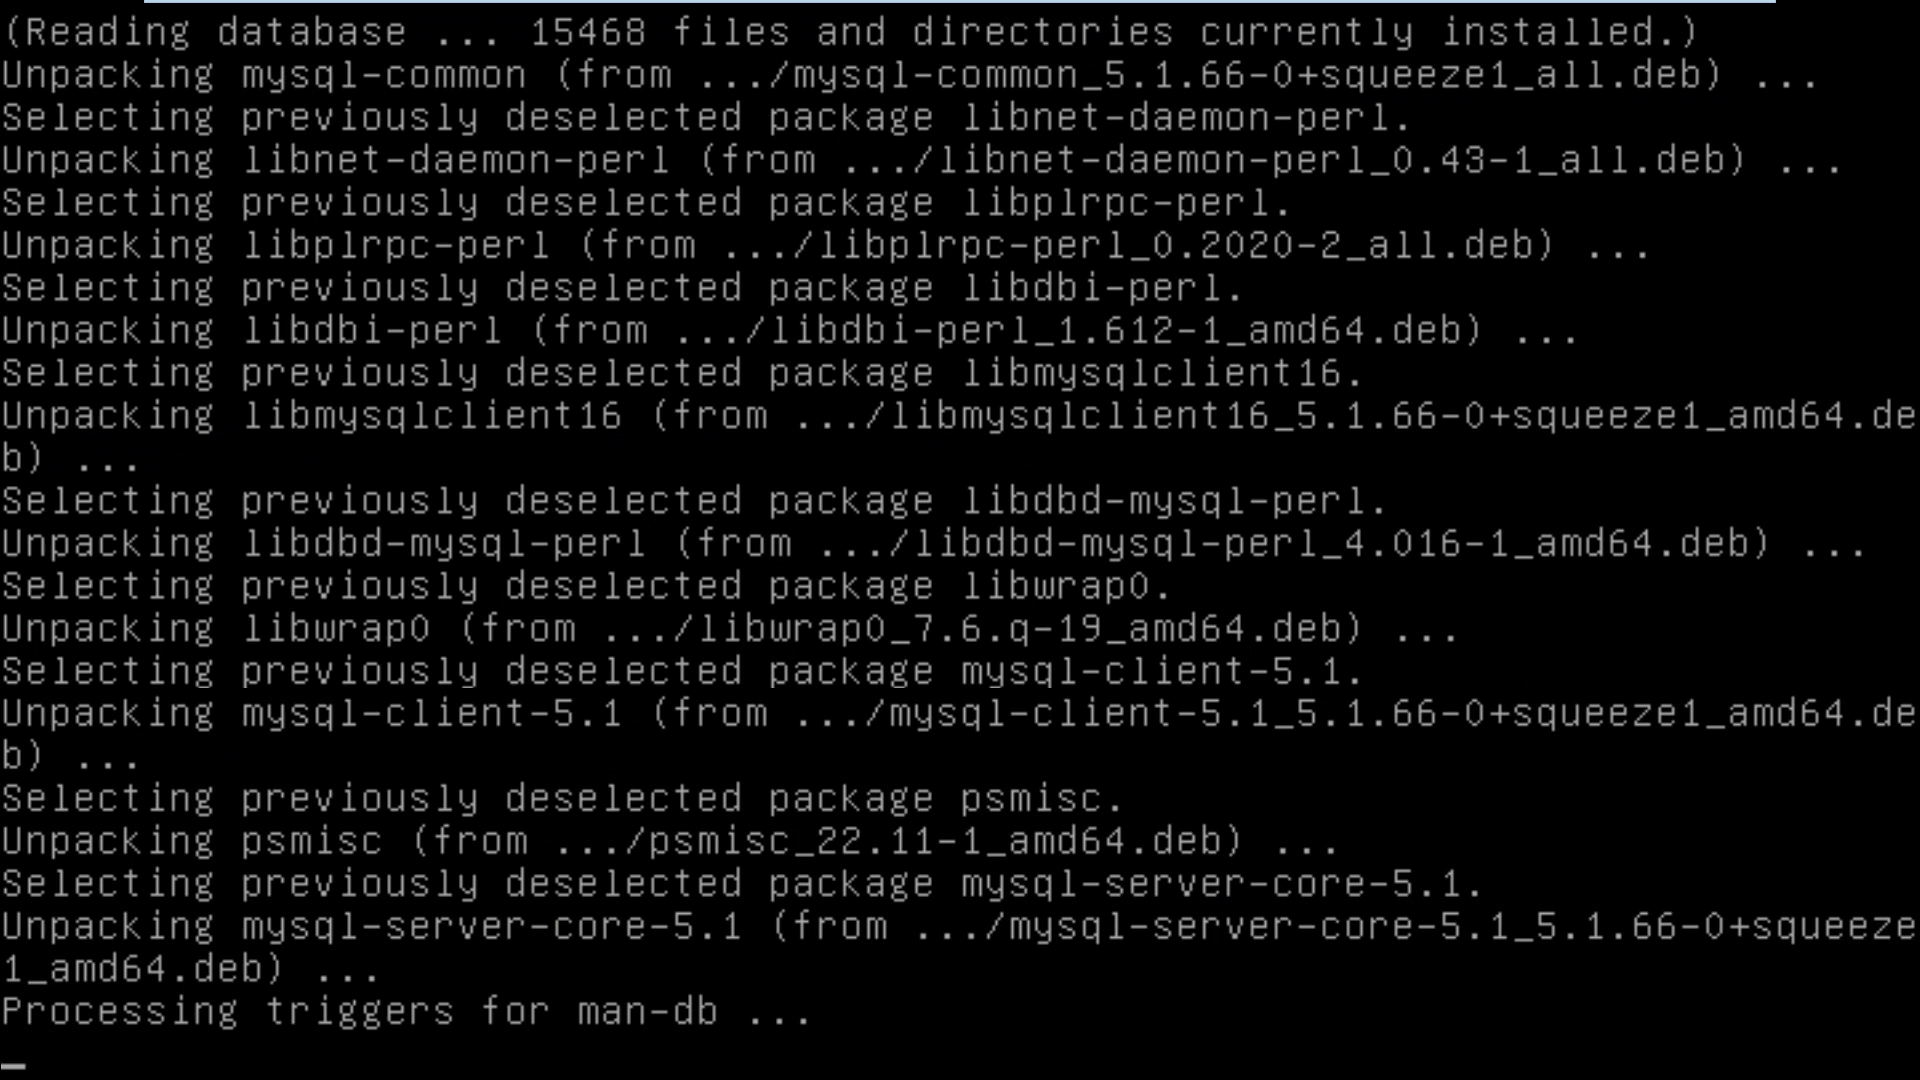 (Reading database ... 15468 files and directories currently installed.)
Unpacking mysql-common (from .../mysql-common_5.1.66-0+squeeze1_all.deb) ...
Selecting previously deselected package libnet-daemon-perl.
Unpacking libnet-daemon-perl (from .../libnet-daemon-perl_0.43-1_all.deb) ...
Selecting previously deselected package libplrpc-perl.
Unpacking libplrpc-perl (from .../libplrpc-perl_0.2020-2_all.deb) ...
Selecting previously deselected package libdbi-perl.
Unpacking libdbi-perl (from .../libdbi-perl_1.612-1_amd64.deb) ...
Selecting previously deselected package libmysqlclient16.
Unpacking libmysqlclient16 (from .../libmysqlclient16_5.1.66-0+squeeze1_amd64.de
b) ...
Selecting previously deselected package libdbd-mysql-perl.
Unpacking libdbd-mysql-perl (from .../libdbd-mysql-perl_4.016-1_amd64.deb) ...
Selecting previously deselected package libwrap0.
Unpacking libwrap0 (from .../libwrap0_7.6.q-19_amd64.deb) ...
Selecting previously deselected package mysql-client-5.1.
Unpacking mysql-client-5.1 (from .../mysql-client-5.1_5.1.66-0+squeeze1_amd64.de
b) ...
Selecting previously deselected package psmisc.
Unpacking psmisc (from .../psmisc_22.11-1_amd64.deb) ...
Selecting previously deselected package mysql-server-core-5.1.
Unpacking mysql-server-core-5.1 (from .../mysql-server-core-5.1_5.1.66-0+squeeze
1_amd64.deb) ...
Processing triggers for man-db ...